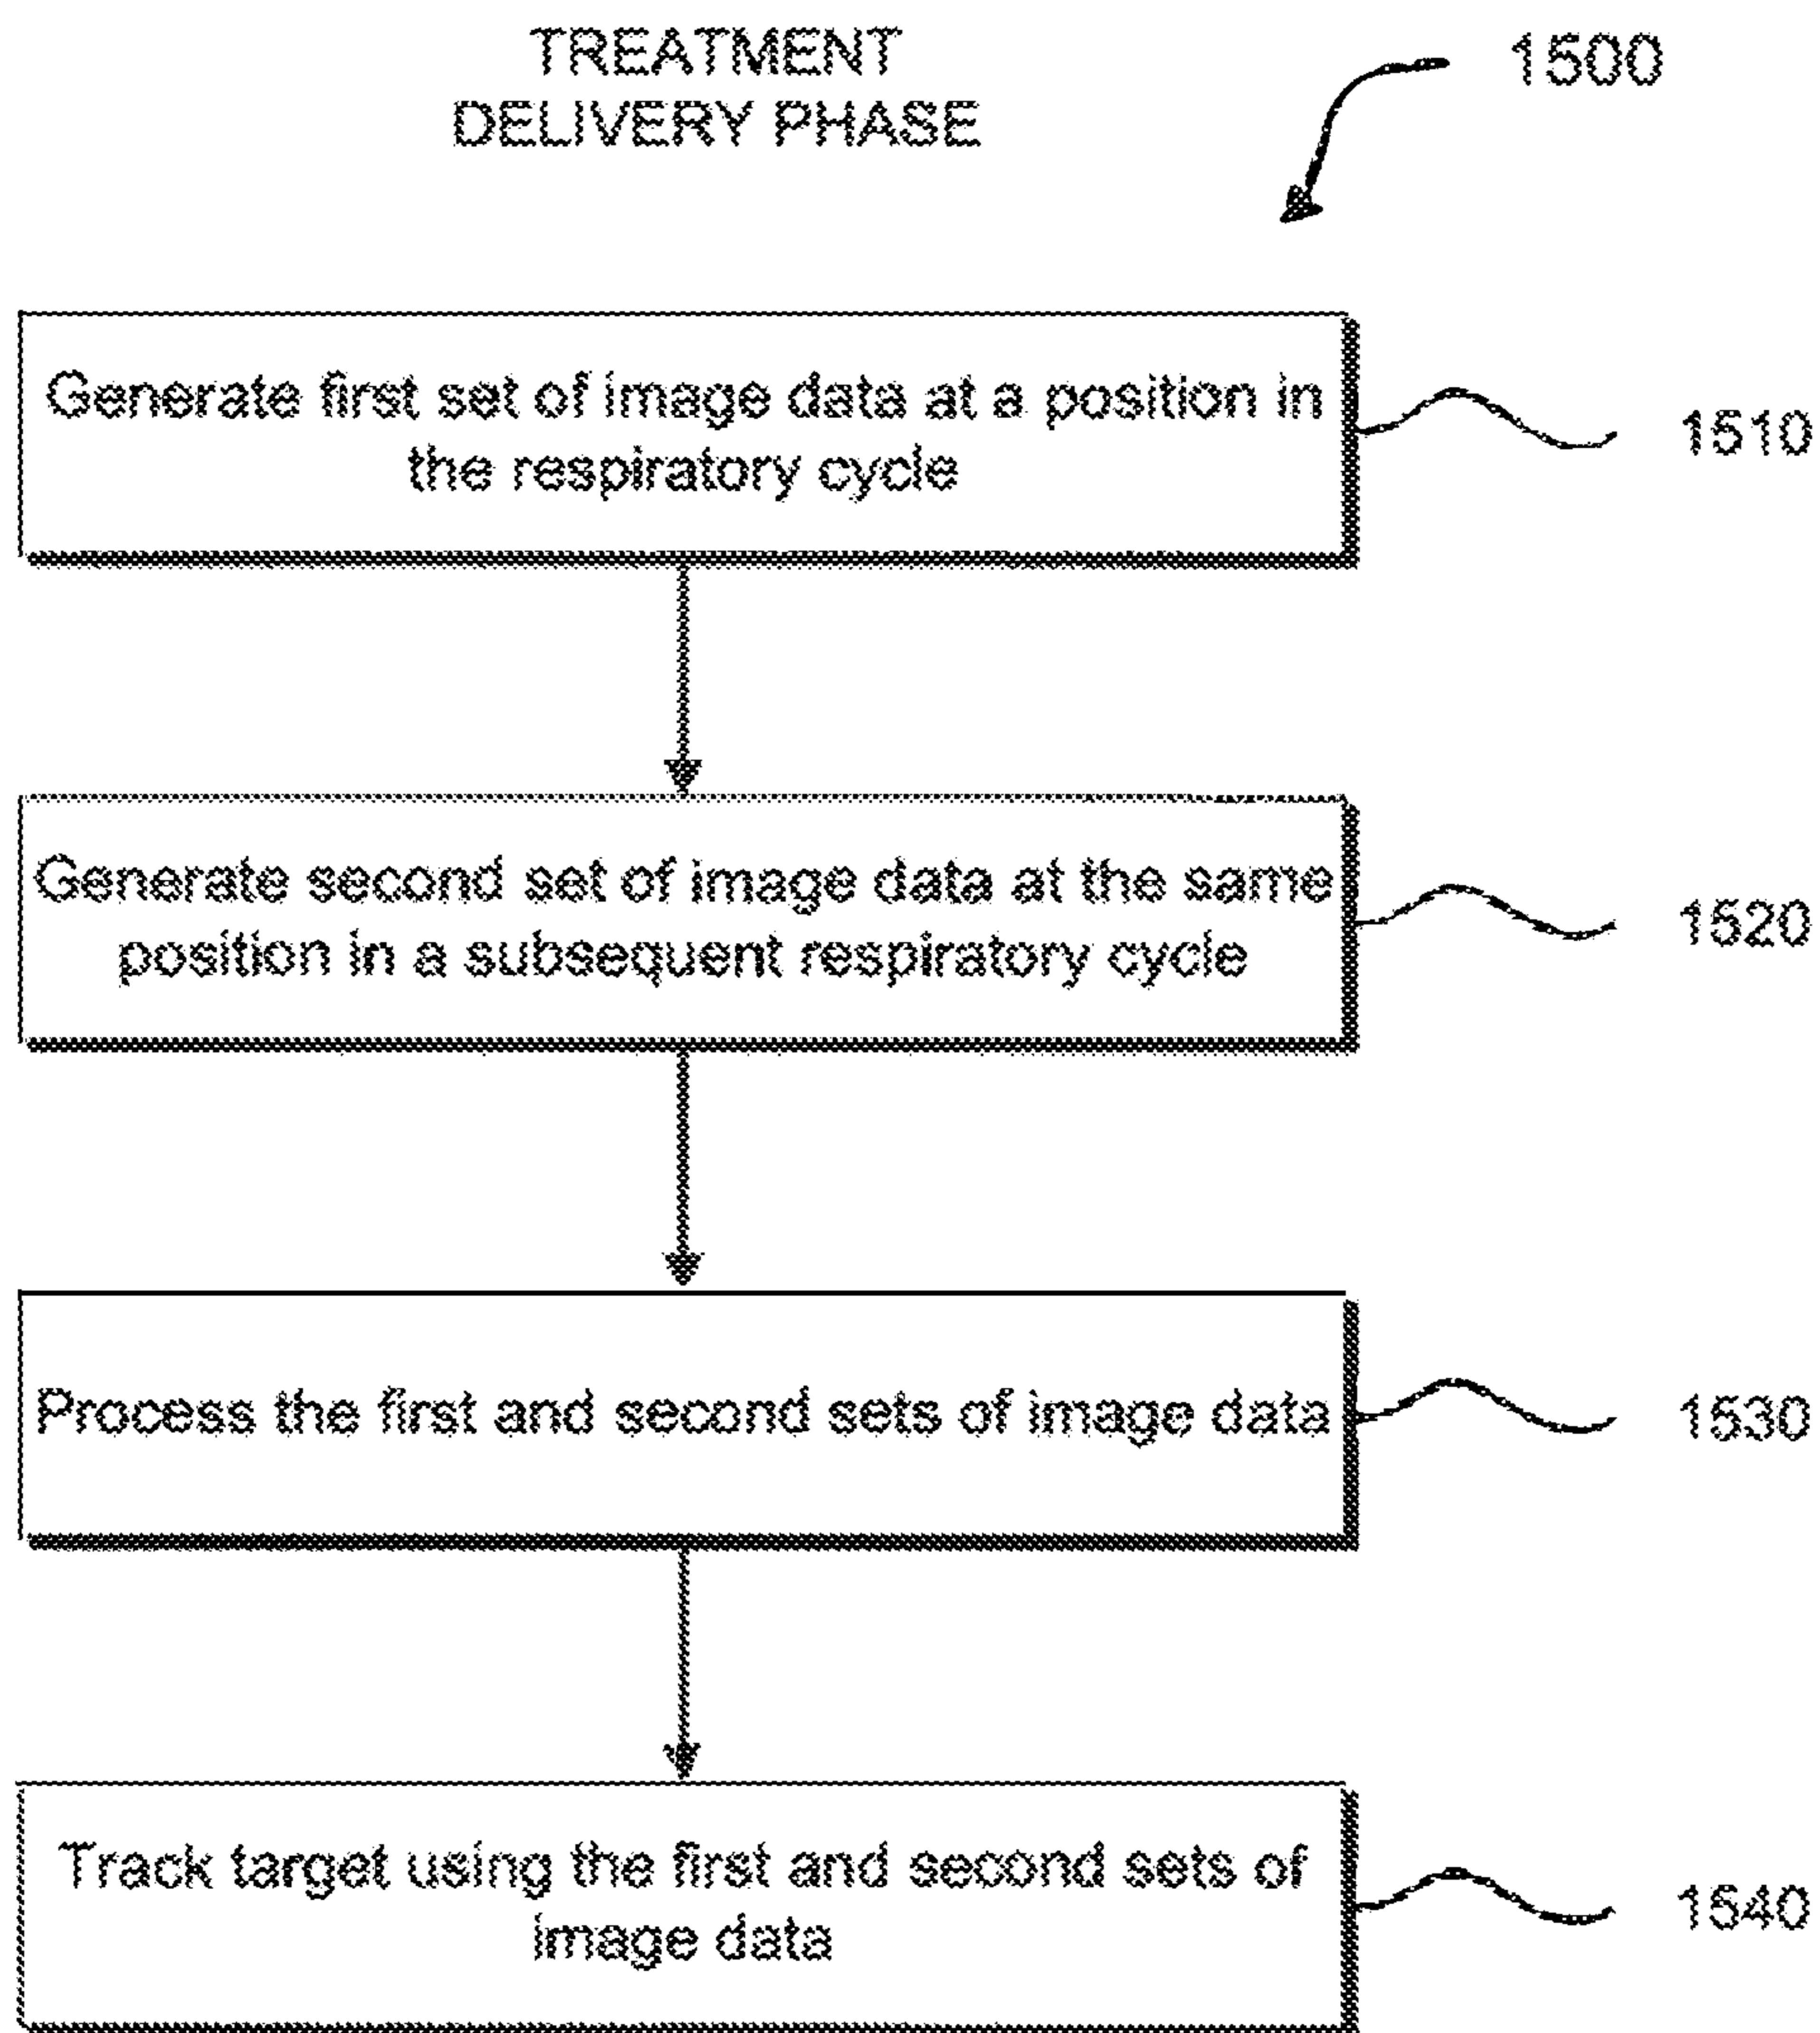 TREATMENT
DELIVERY PHASE
1500
Generate first set of image data at a position in
the respiratory cycle
1510
Generate second set of image data at the same
position in a subsequent respiratory cycle
1520
Process the first and second sets of image data
1530
Track target using the first and second sets of
image data
1540